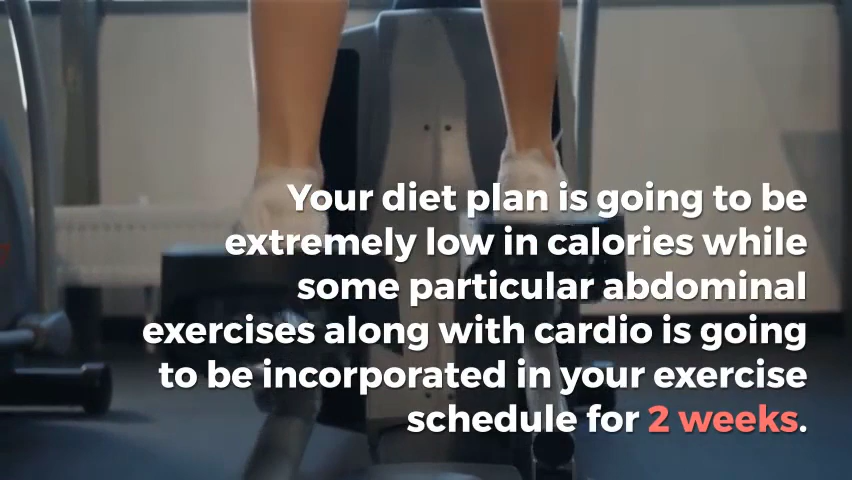 Your diet plan is going to be
extremely low in calories while
some particular abdominal
exercises along with cardio is going
to be incorporated in your exercise
schedule for 2 weeks.